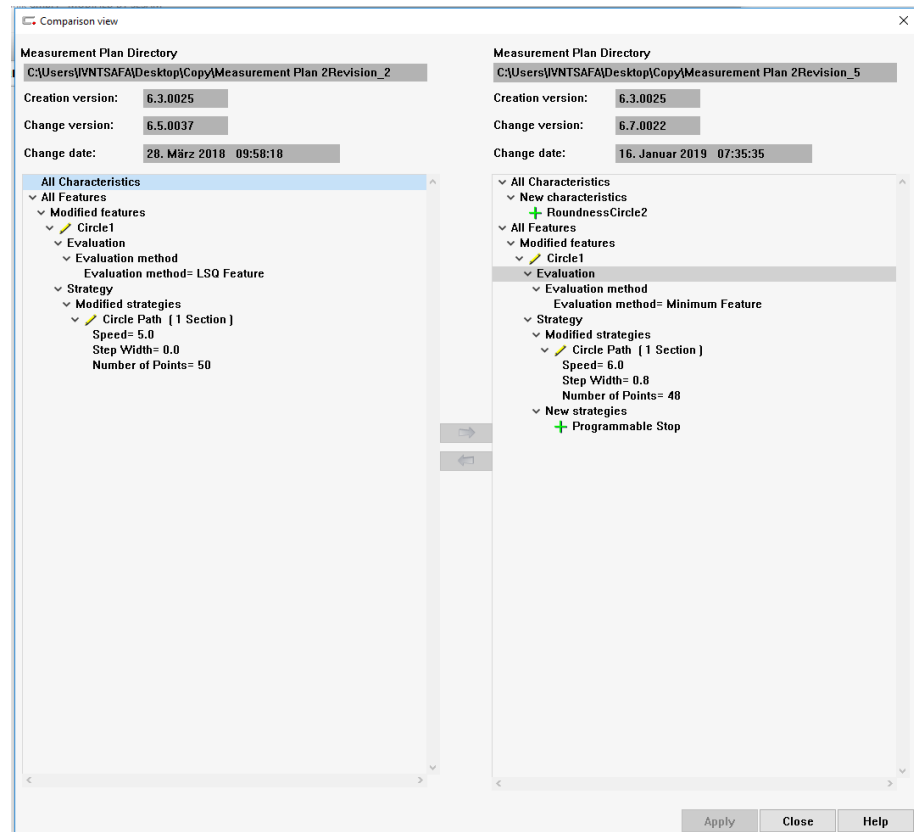 Comparison view
Measurement Plan Directory
C:\Users\IVNTSAFA\Desktop\Copy\Measurement Plan 2Revision_2
Creation version: 6.3.0025
Change version: 6.5.0037
Change date: 28. März 2018 09:58:18
All Characteristics
All Features
Modified features
Circle1
Evaluation
Evaluation method
Evaluation method= LSQ Feature
Strategy
Modified strategies
Circle Path [ 1 Section ]
Speed= 5.0
Step Width= 0.0
Number of Points= 50
Measurement Plan Directory
C:\Users\IVNTSAFA\Desktop\Copy\Measurement Plan 2Revision_5
Creation version: 6.3.0025
Change version: 6.7.0022
Change date: 16. Januar 2019 07:35:35
All Characteristics
New characteristics
RoundnessCircle2
All Features
Modified features
Circle1
Evaluation
Evaluation method
Evaluation method= Minimum Feature
Strategy
Modified strategies
Circle Path [ 1 Section ]
Speed= 6.0
Step Width= 0.8
Number of Points= 48
New strategies
Programmable Stop
Apply Close Help